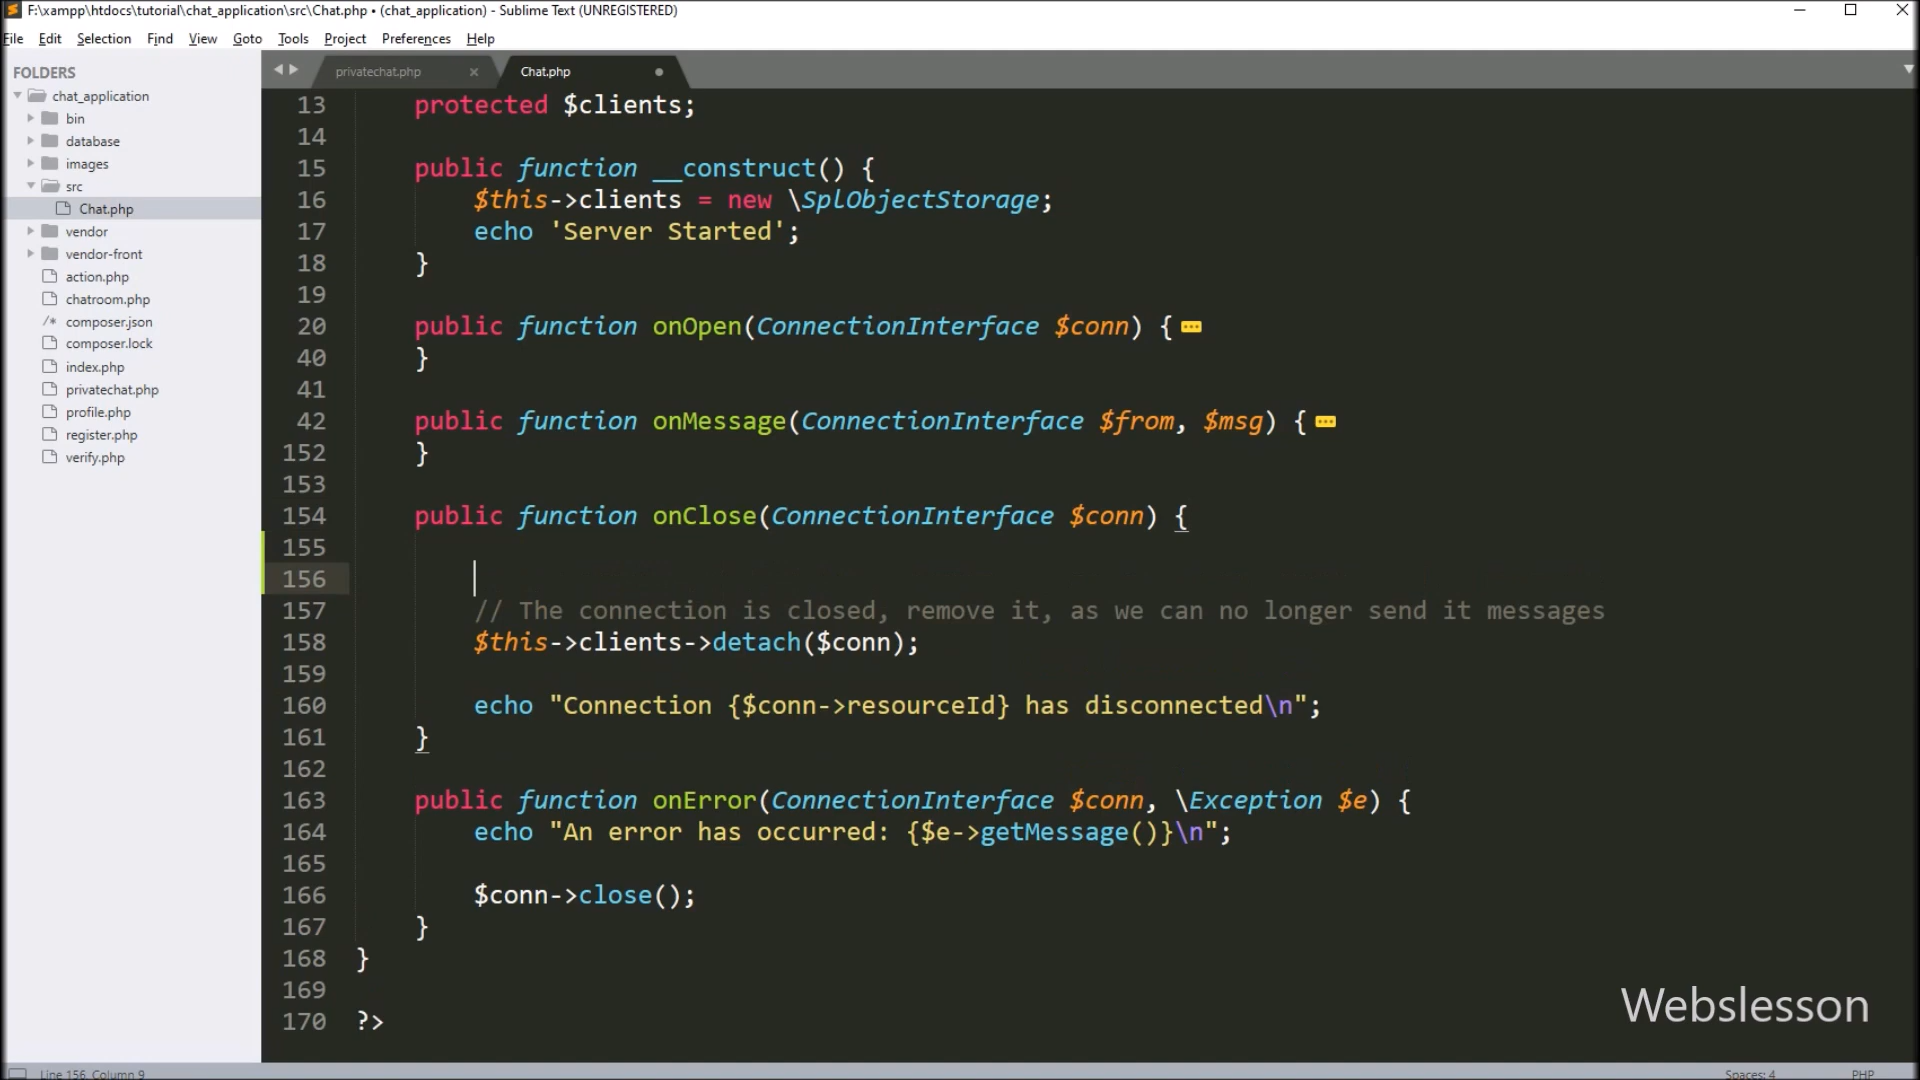 F:\xampp\htdocs\tutorial\chat_application\src\Chat.php • (chat_application) - Sublime Text (UNREGISTERED)
File Edit Selection Find View Goto Tools Project Preferences Help
FOLDERS
chat_application
bin
database
images
src
Chat.php
vendor
vendor-front
action.php
chatroom.php
/* composer.json
composer.lock
index.php
privatechat.php
profile.php
register.php
verify.php
privatechat.php × Chat.php
13 protected $clients;
14
15 public function __construct() {
16 $this->clients = new \SplObjectStorage;
17 echo 'Server Started';
18 }
19
20 public function onOpen(ConnectionInterface $conn) {
40 }
41
42 public function onMessage(ConnectionInterface $from, $msg) {
152 }
153
154 public function onClose(ConnectionInterface $conn) {
155
156
157 // The connection is closed, remove it, as we can no longer send it messages
158 $this->clients->detach($conn);
159
160 echo "Connection {$conn->resourceId} has disconnected\n";
161 }
162
163 public function onError(ConnectionInterface $conn, \Exception $e) {
164 echo "An error has occurred: {$e->getMessage()}\n";
165
166 $conn->close();
167 }
168 }
169
170 ?>
Webslesson
Line 156, Column 9 Spaces: 4 PHP